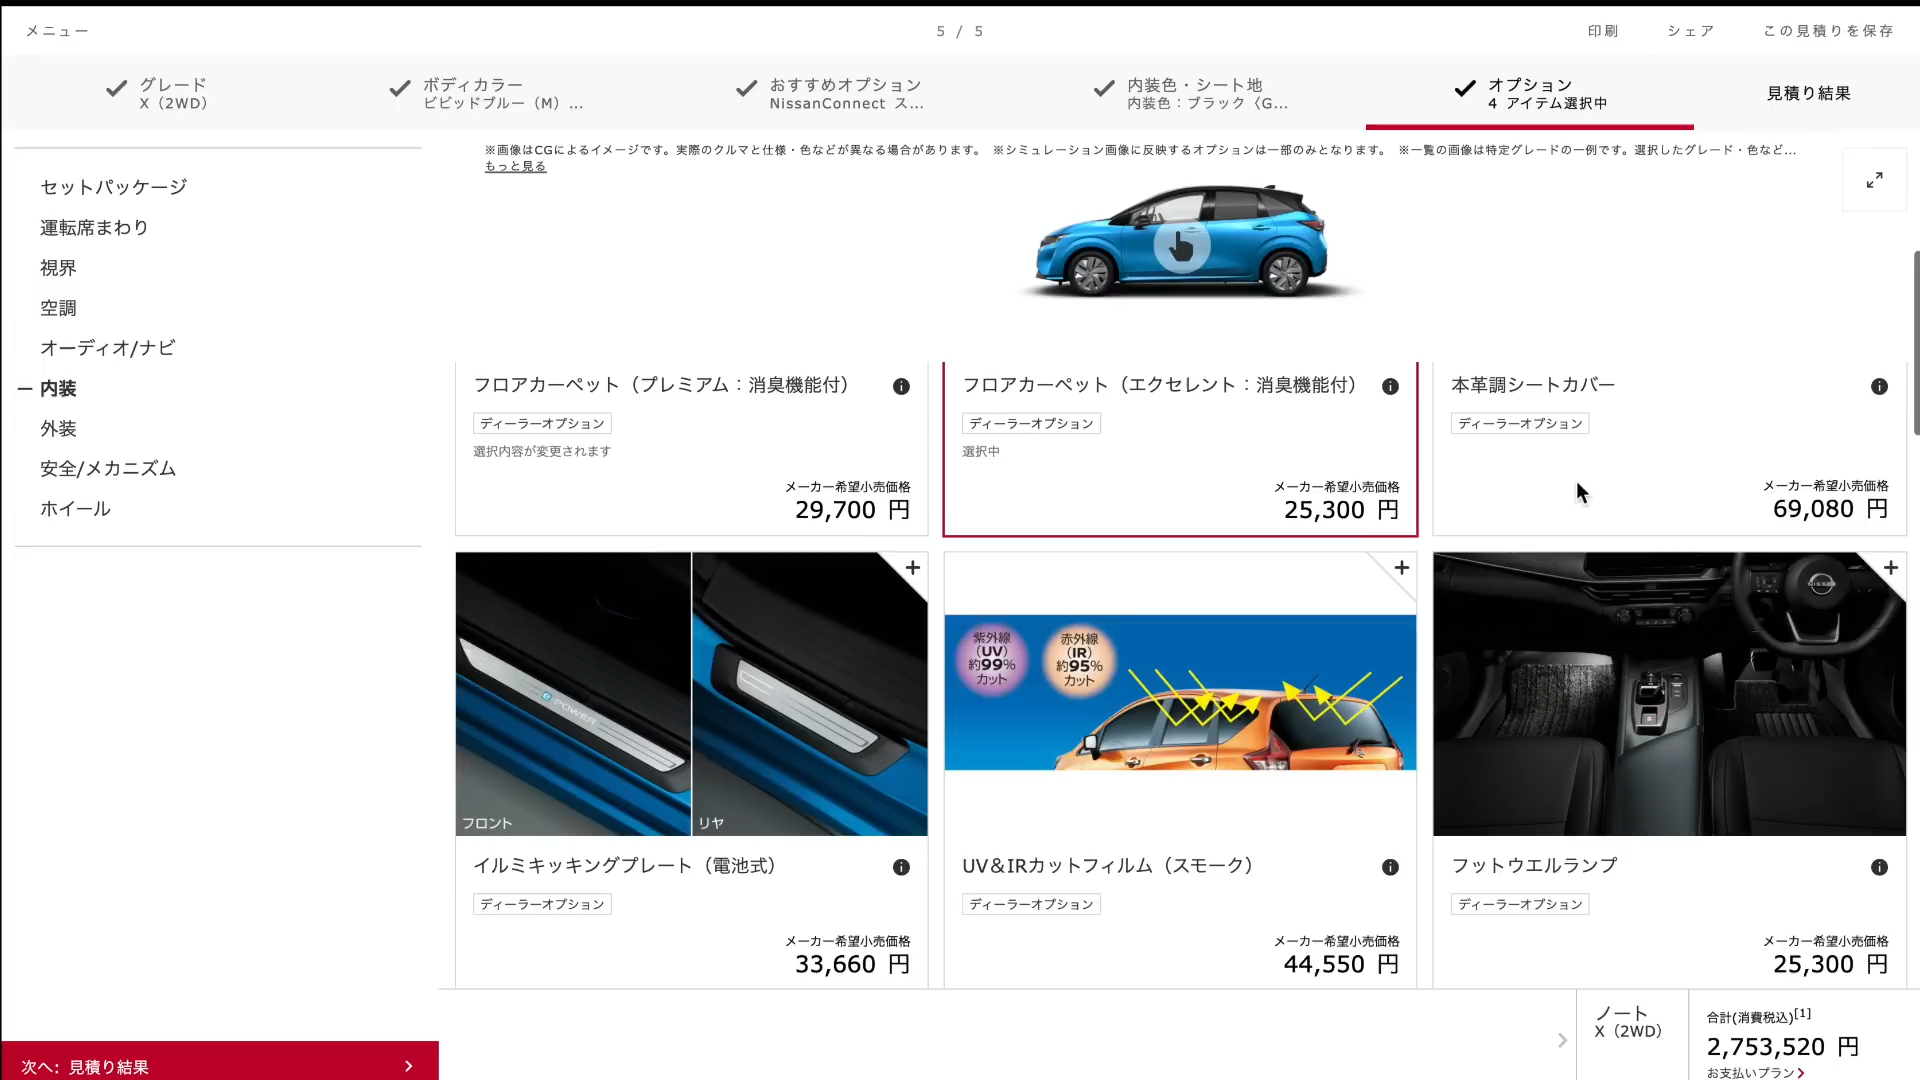 メニュー
5 / 5
印刷
シェア
この見積りを保存
グレード
X（2WD）
ボディカラー
ビビッドブルー（M）...
おすすめオプション
NissanConnect ス...
内装色・シート地
内装色：ブラック〈G...
オプション
4 アイテム選択中
見積り結果
※画像はCGによるイメージです。実際のクルマと仕様・色などが異なる場合があります。 ※シミュレーション画像に反映するオプションは一部のみとなります。 ※一覧の画像は特定グレードの一例です。選択したグレード・色など...
もっと見る
セットパッケージ
運転席まわり
視界
空調
オーディオ/ナビ
内装
外装
安全/メカニズム
ホイール
フロアカーペット（プレミアム：消臭機能付）
ディーラーオプション
選択内容が変更されます
メーカー希望小売価格
29,700 円
フロアカーペット（エクセレント：消臭機能付）
ディーラーオプション
選択中
メーカー希望小売価格
25,300 円
本革調シートカバー
ディーラーオプション
メーカー希望小売価格
69,080 円
e-POWER
フロント
リヤ
イルミキッキングプレート（電池式）
ディーラーオプション
メーカー希望小売価格
33,660 円
紫外線
（UV）
約99%
カット
赤外線
（IR）
約95%
カット
UV＆IRカットフィルム（スモーク）
ディーラーオプション
メーカー希望小売価格
44,550 円
NISSAN
フットウエルランプ
ディーラーオプション
メーカー希望小売価格
25,300 円
次へ: 見積り結果
ノート
X（2WD）
合計(消費税込)[1]
2,753,520 円
お支払いプラン